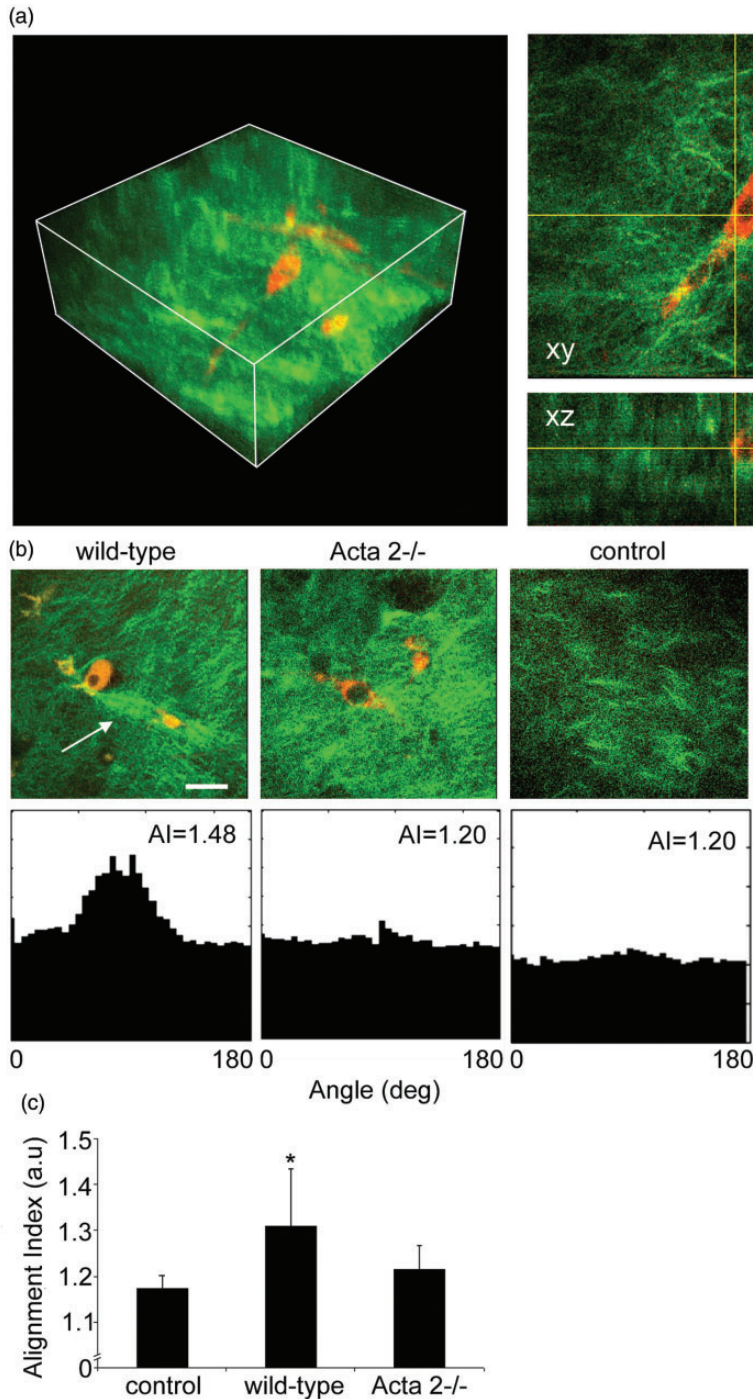 (a)
xy
xz
(b)
wild-type
Acta 2-/-
control
AI=1.48
AI=1.20
AI=1.20
0
180
0
180
0
180
Angle (deg)
(c)
Alignment Index (a.u)
1.5
1.4
1.3
1.2
1.1
0
*
control
wild-type
Acta 2-/-